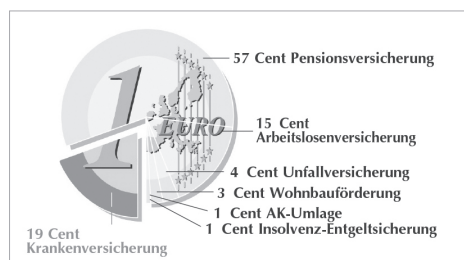 57 Cent Pensionsversicherung
1
EURO
15 Cent
Arbeitslosenversicherung
4 Cent Unfallversicherung
3 Cent Wohnbauförderung
1 Cent AK-Umlage
1 Cent Insolvenz-Entgeltsicherung
19 Cent
Krankenversicherung